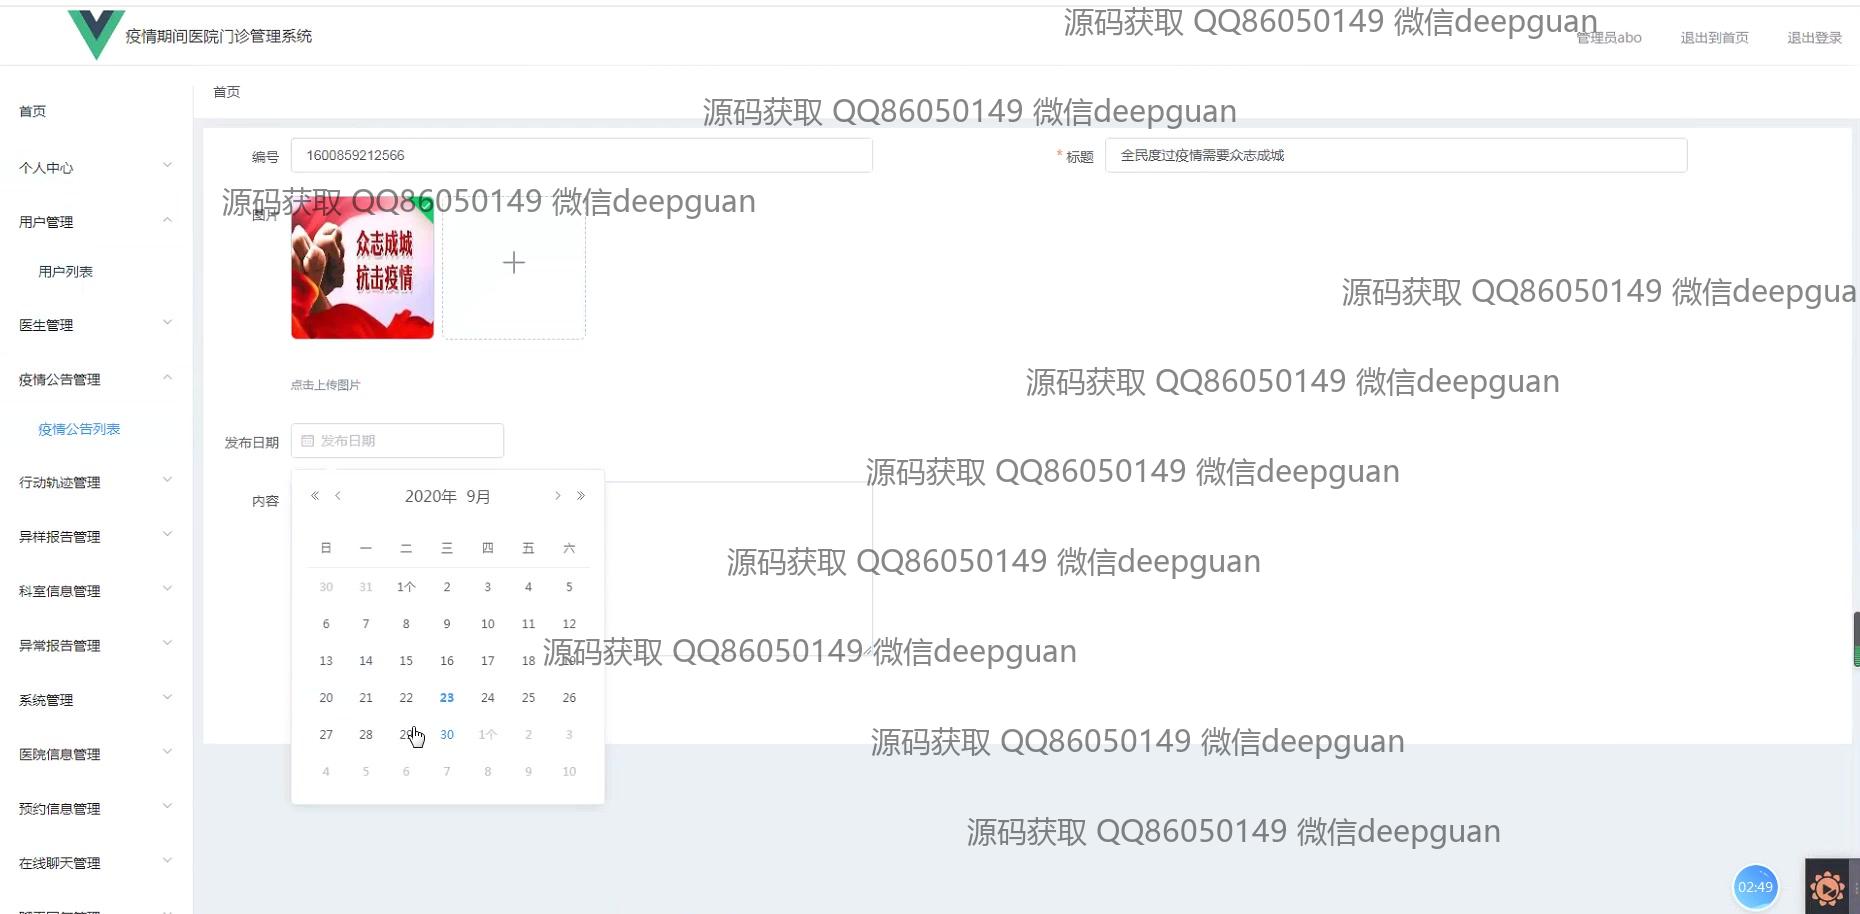 源码获取 QQ86050149 微信deepguan
疫情期间医院门诊管理系统
管理员abo
退出到首页
退出登录
首页
首页
源码获取 QQ86050149 微信deepguan
编号
1600859212566
* 标题
全民度过疫情需要众志成城
个人中心
源码获取 QQ86050149 微信deepguan
用户管理
图片
众志成城
抗击疫情
用户列表
源码获取 QQ86050149 微信deepgua
医生管理
疫情公告管理
点击上传图片
源码获取 QQ86050149 微信deepguan
疫情公告列表
发布日期
发布日期
源码获取 QQ86050149 微信deepguan
行动轨迹管理
内容
2020年 9月
异样报告管理
日 一 二 三 四 五 六
源码获取 QQ86050149 微信deepguan
科室信息管理
30 31 1个 2 3 4 5
6 7 8 9 10 11 12
异常报告管理
源码获取 QQ86050149 微信deepguan
13 14 15 16 17 18 19
系统管理
20 21 22 23 24 25 26
27 28 29 30 1个 2 3
源码获取 QQ86050149 微信deepguan
医院信息管理
4 5 6 7 8 9 10
预约信息管理
源码获取 QQ86050149 微信deepguan
在线聊天管理
02:49